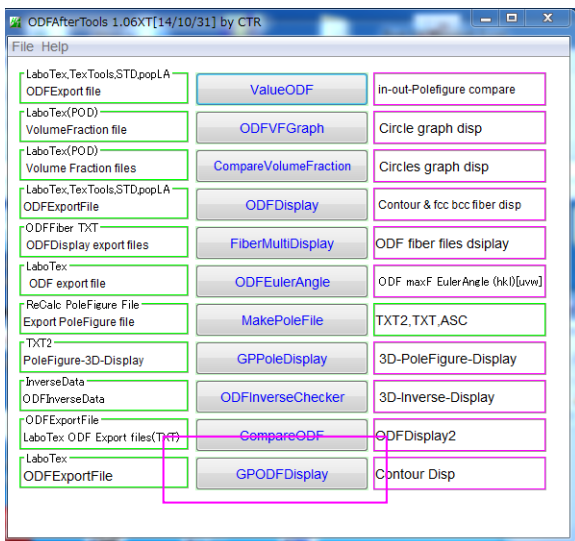 ODFAfterTools 1.06XT[14/10/31] by CTR
File Help
LaboTex,TexTools,STD,popLA
ODFExport file
ValueODF
in-out-Polefigure compare
LaboTex(POD)
VolumeFraction file
ODFVFGraph
Circle graph disp
LaboTex(POD)
Volume Fraction files
CompareVolumeFraction
Circles graph disp
LaboTex,TexTools,STD,popLA
ODFExportFile
ODFDisplay
Contour & fcc bcc fiber disp
ODFFiber TXT
ODFDisplay export files
FiberMultiDisplay
ODF fiber files dsiplay
LaboTex
ODF export file
ODFEulerAngle
ODF maxF EulerAngle (hkl)[uvw]
ReCalc PoleFigure File
Export PoleFigure file
MakePoleFile
TXT2,TXT,ASC
TXT2
PoleFigure-3D-Display
GPPoleDisplay
3D-PoleFigure-Display
InverseData
ODFInverseData
ODFInverseChecker
3D-Inverse-Display
ODFExportFile
LaboTex ODF Export files(TXT)
CompareODF
ODFDisplay2
LaboTex
ODFExportFile
GPODFDisplay
Contour Disp